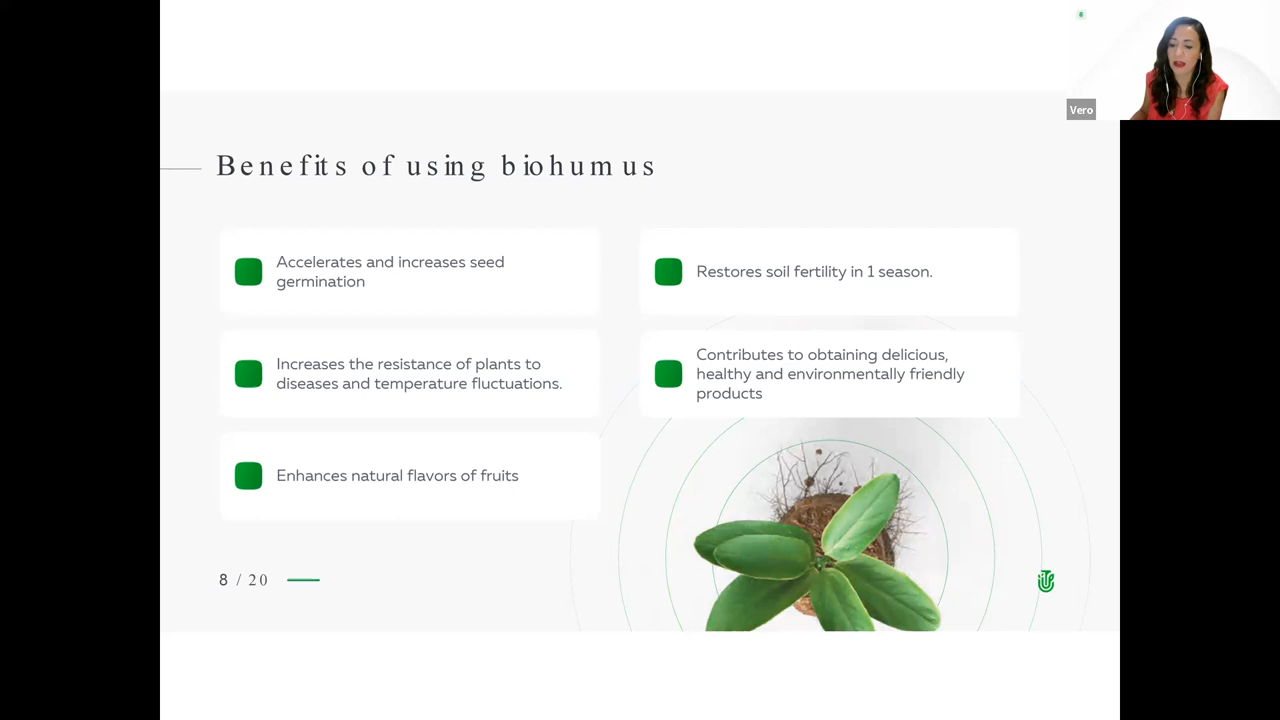 Vero
Benefits of using biohumus
Accelerates and increases seed
germination
Increases the resistance of plants to
diseases and temperature fluctuations.
Enhances natural flavors of fruits
Restores soil fertility in 1 season.
Contributes to obtaining delicious,
healthy and environmentally friendly
products
8 / 20